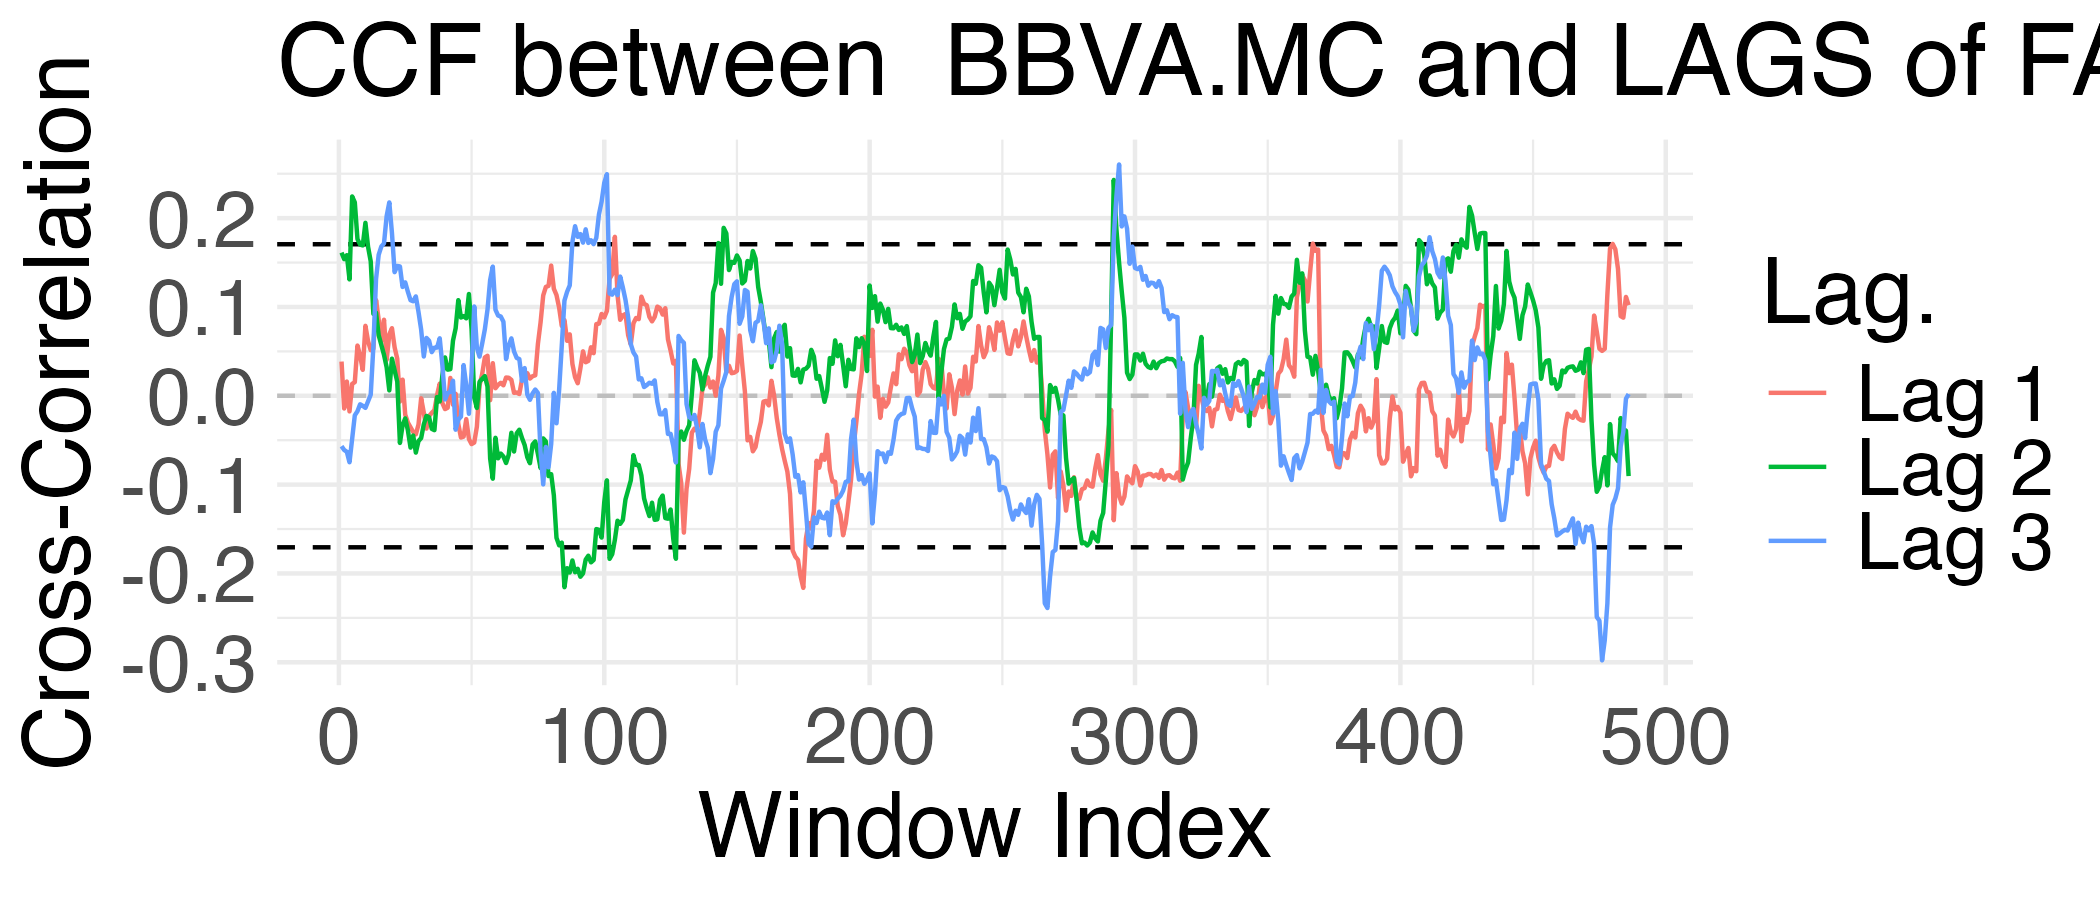 CCF between BBVA.MC and LAGS of FA
Cross-Correlation
0.2
0.1
0.0
-0.1
-0.2
-0.3
0 100 200 300 400 500
Window Index
Lag.
Lag 1
Lag 2
Lag 3